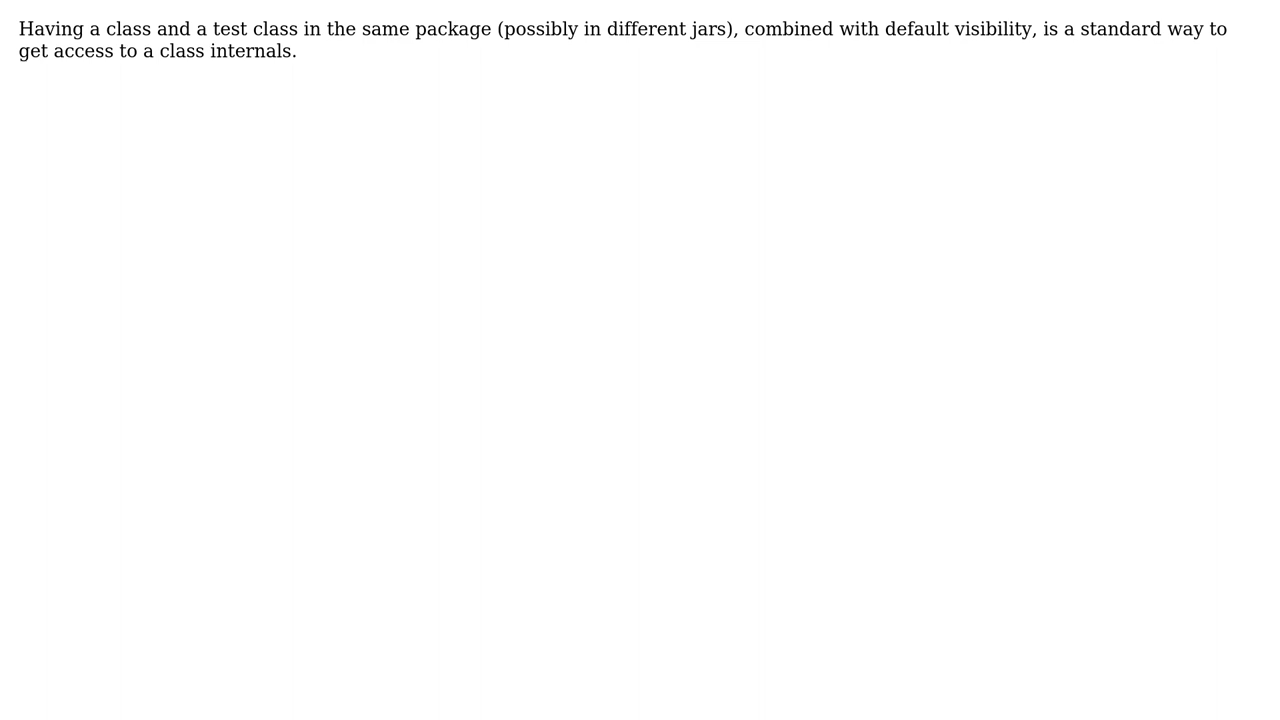 Having a class and a test class in the same package (possibly in different jars), combined with default visibility, is a standard way to
get access to a class internals.